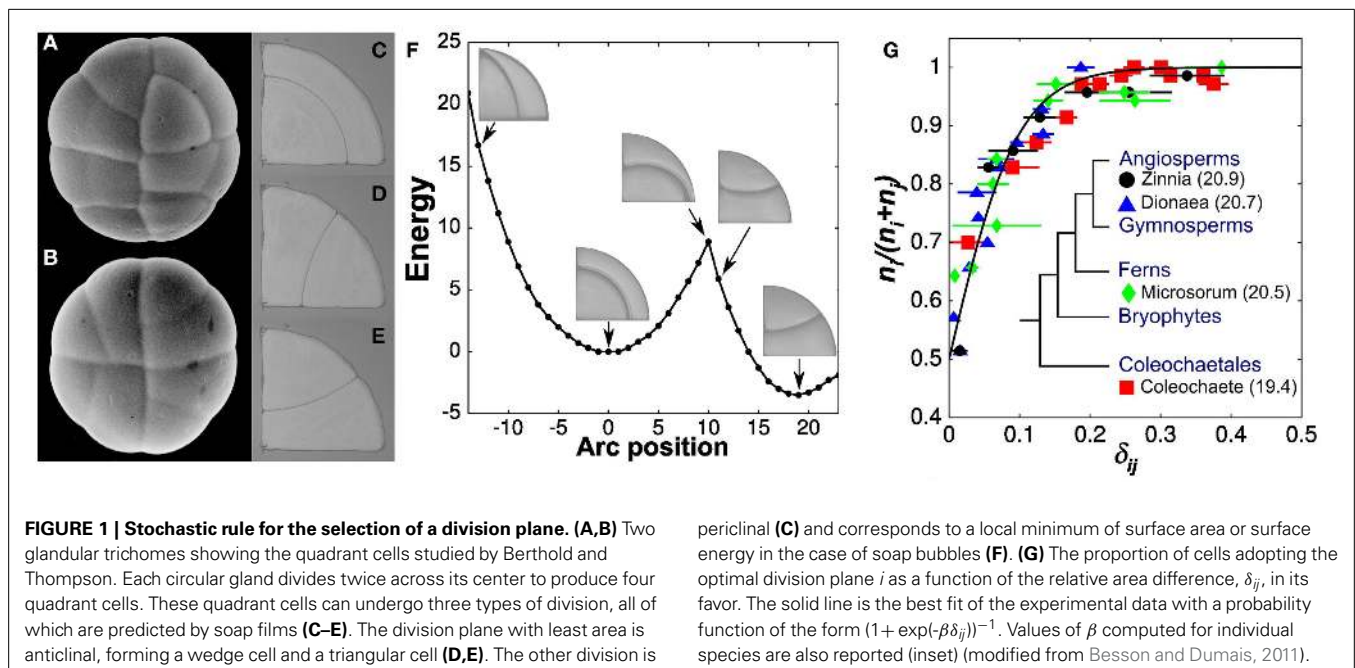 A
B
C
D
E
F
25
20
15
10
5
0
-5
Energy
-10
-5
0
5
10
15
20
Arc position
G
1
0.9
0.8
0.7
0.6
0.5
0.4
n_i/(n_i+n_j)
0
0.1
0.2
0.3
0.4
0.5
δ_ij
Angiosperms
Zinnia (20.9)
Dionaea (20.7)
Gymnosperms
Ferns
Microsorum (20.5)
Bryophytes
Coleochaetales
Coleochaete (19.4)
FIGURE 1 | Stochastic rule for the selection of a division plane. (A,B) Two
glandular trichomes showing the quadrant cells studied by Berthold and
Thompson. Each circular gland divides twice across its center to produce four
quadrant cells. These quadrant cells can undergo three types of division, all of
which are predicted by soap films (C–E). The division plane with least area is
anticlinal, forming a wedge cell and a triangular cell (D,E). The other division is
periclinal (C) and corresponds to a local minimum of surface area or surface
energy in the case of soap bubbles (F). (G) The proportion of cells adopting the
optimal division plane i as a function of the relative area difference, δij, in its
favor. The solid line is the best fit of the experimental data with a probability
function of the form (1+ exp(-βδij))−1. Values of β computed for individual
species are also reported (inset) (modified from Besson and Dumais, 2011).